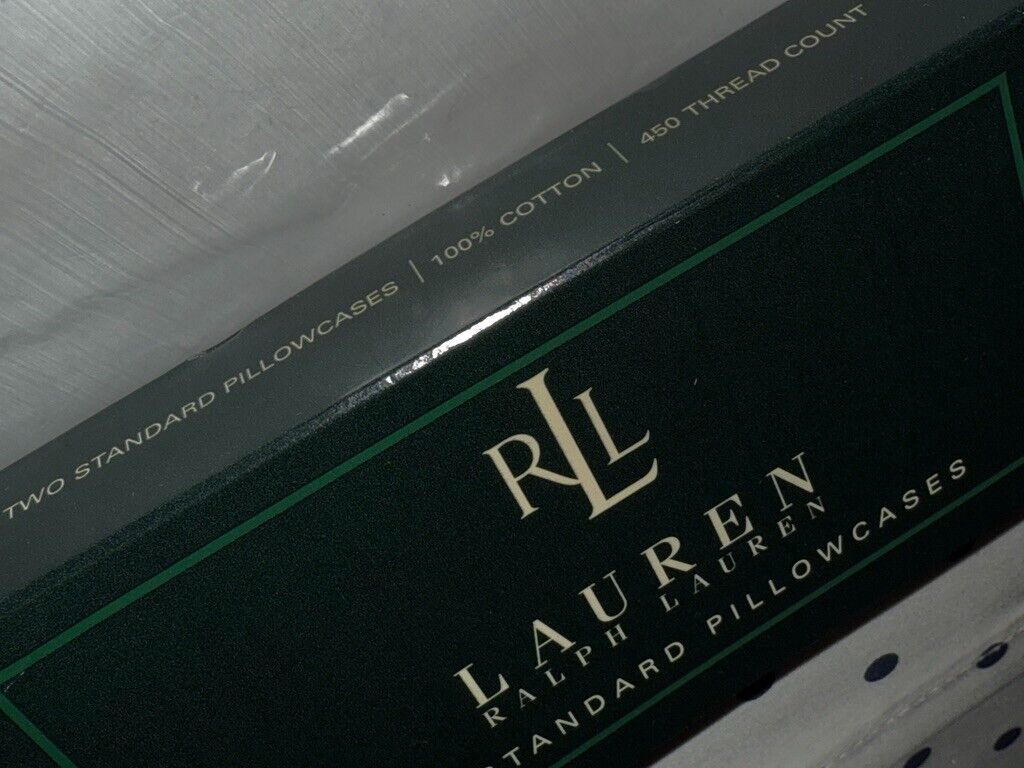 TWO STANDARD PILLOWCASES | 100% COTTON | 450 THREAD COUNT
RLL
LAUREN
RALPH LAUREN
STANDARD PILLOWCASES